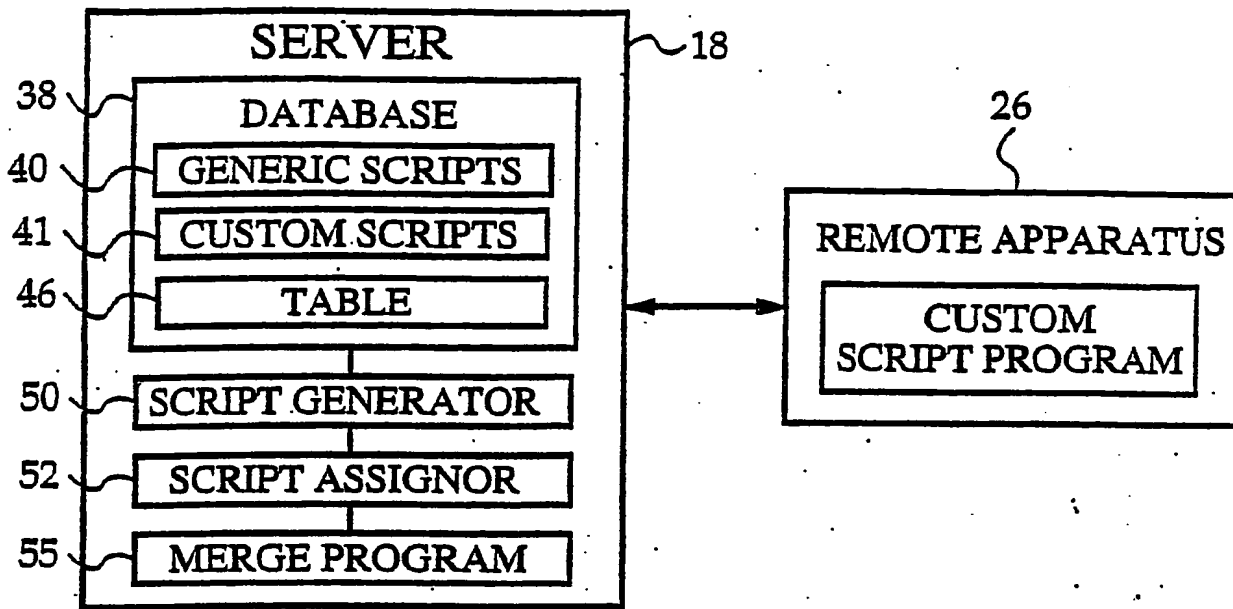 SERVER
18
38
DATABASE
40
GENERIC SCRIPTS
41
CUSTOM SCRIPTS
46
TABLE
50
SCRIPT GENERATOR
52
SCRIPT ASSIGNOR
55
MERGE PROGRAM
26
REMOTE APPARATUS
CUSTOM
SCRIPT PROGRAM